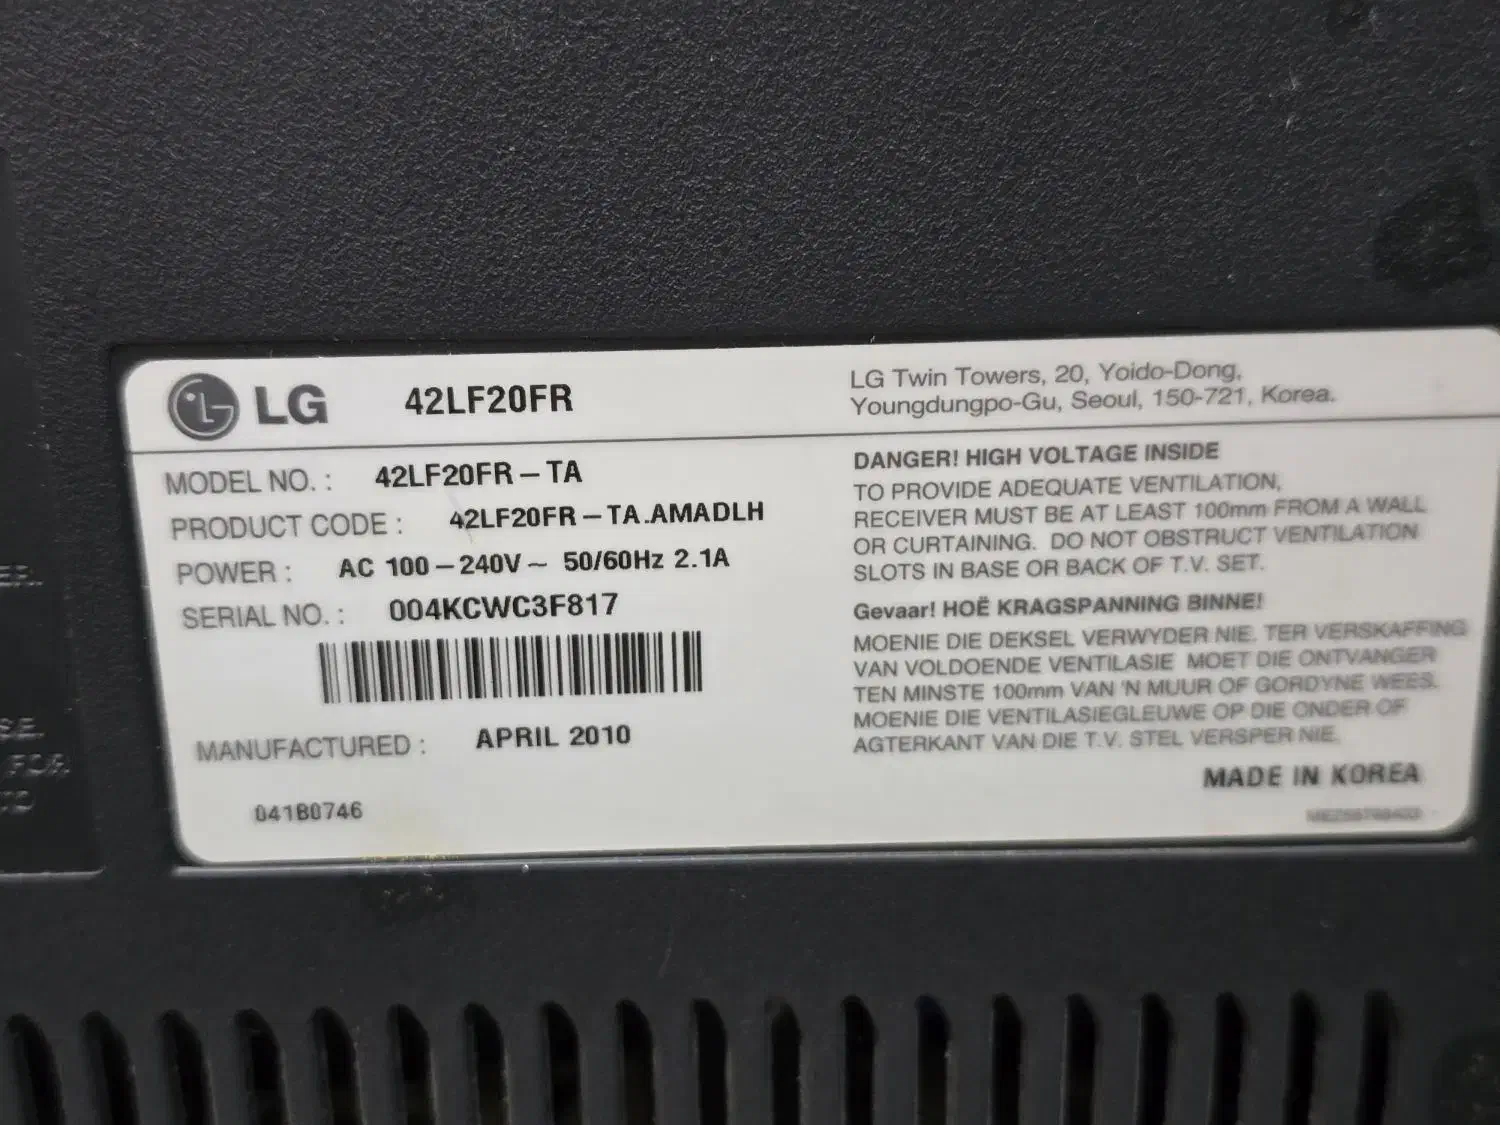 LG 42LF20FR
LG Twin Towers, 20, Yoido-Dong,
Youngdungpo-Gu, Seoul, 150-721, Korea.
MODEL NO. : 42LF20FR-TA
PRODUCT CODE : 42LF20FR-TA.AMADLH
POWER : AC 100-240V~ 50/60Hz 2.1A
SERIAL NO. : 004KCWC3F817
MANUFACTURED : APRIL 2010
041B0746
DANGER! HIGH VOLTAGE INSIDE
TO PROVIDE ADEQUATE VENTILATION,
RECEIVER MUST BE AT LEAST 100mm FROM A WALL
OR CURTAINING. DO NOT OBSTRUCT VENTILATION
SLOTS IN BASE OR BACK OF T.V. SET.
Gevaar! HOË KRAGSPANNING BINNE!
MOENIE DIE DEKSEL VERWYDER NIE. TER VERSKAFFING
VAN VOLDOENDE VENTILASIE MOET DIE ONTVANGER
TEN MINSTE 100mm VAN 'N MUUR OF GORDYNE WEES.
MOENIE DIE VENTILASIEGLEUWE OP DIE ONDER OF
AGTERKANT VAN DIE T.V. STEL VERSPER NIE.
MADE IN KOREA